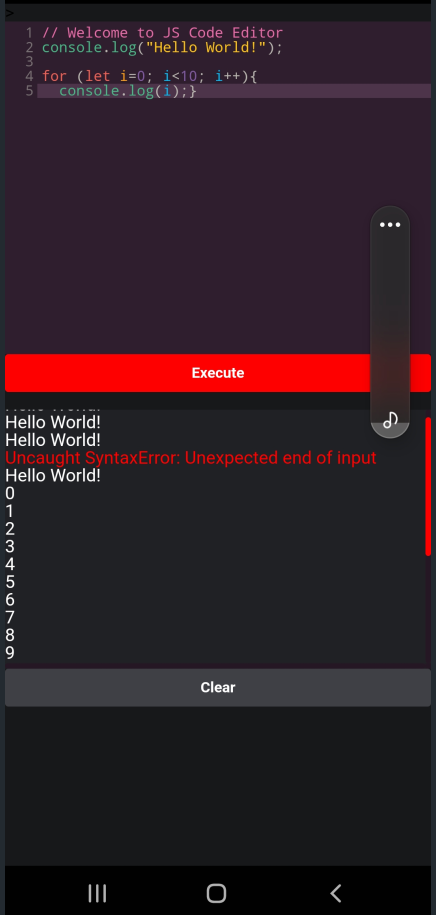 >
1 // Welcome to JS Code Editor
2 console.log("Hello World!");
3
4 for (let i=0; i<10; i++){
5   console.log(i);}
Execute
Hello World!
Hello World!
Hello World!
Uncaught SyntaxError: Unexpected end of input
Hello World!
0
1
2
3
4
5
6
7
8
9
Clear